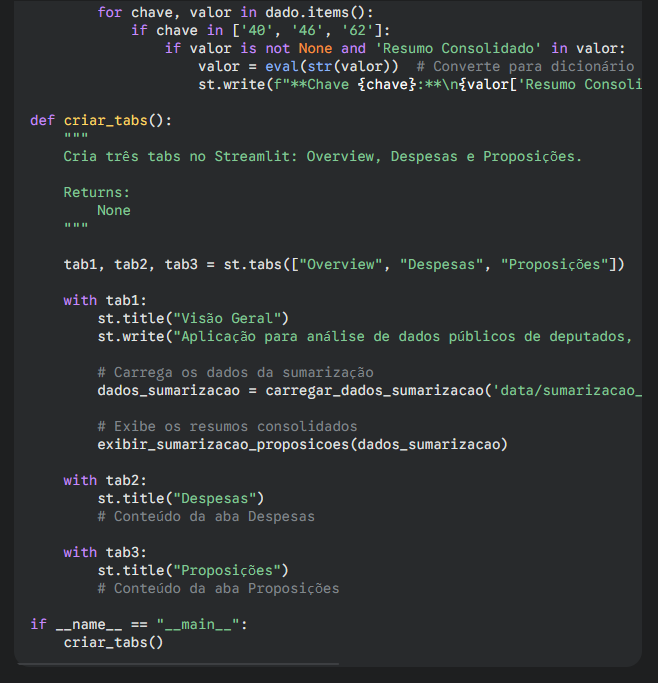 for chave, valor in dado.items():
if chave in ['40', '46', '62']:
if valor is not None and 'Resumo Consolidado' in valor:
valor = eval(str(valor))  # Converte para dicionário
st.write(f"**Chave {chave}:**\n{valor['Resumo Consoli
def criar_tabs():
"""
Cria três tabs no Streamlit: Overview, Despesas e Proposições.
Returns:
None
"""
tab1, tab2, tab3 = st.tabs(["Overview", "Despesas", "Proposições"])
with tab1:
st.title("Visão Geral")
st.write("Aplicação para análise de dados públicos de deputados,
# Carrega os dados da sumarização
dados_sumarizacao = carregar_dados_sumarizacao('data/sumarizacao_
# Exibe os resumos consolidados
exibir_sumarizacao_proposicoes(dados_sumarizacao)
with tab2:
st.title("Despesas")
# Conteúdo da aba Despesas
with tab3:
st.title("Proposições")
# Conteúdo da aba Proposições
if __name__ == "__main__":
criar_tabs()